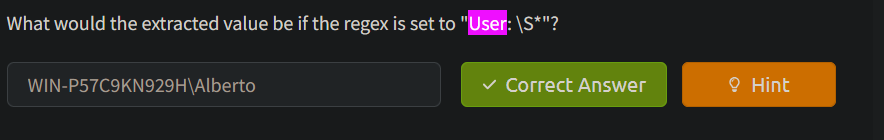 What would the extracted value be if the regex is set to "User: \S*"?
WIN-P57C9KN929H\Alberto
Correct Answer
Hint